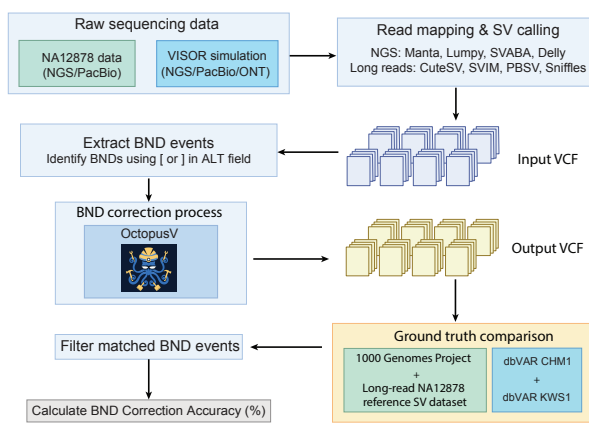 Raw sequencing data
NA12878 data
(NGS/PacBio)
VISOR simulation
(NGS/PacBio/ONT)
Read mapping & SV calling
NGS: Manta, Lumpy, SVABA, Delly
Long reads: CuteSV, SVIM, PBSV, Sniffles
Extract BND events
Identify BNDs using [ or ] in ALT field
Input VCF
BND correction process
OctopusV
Output VCF
Ground truth comparison
1000 Genomes Project
+
Long-read NA12878
reference SV dataset
dbVAR CHM1
+
dbVAR KWS1
Filter matched BND events
Calculate BND Correction Accuracy (%)